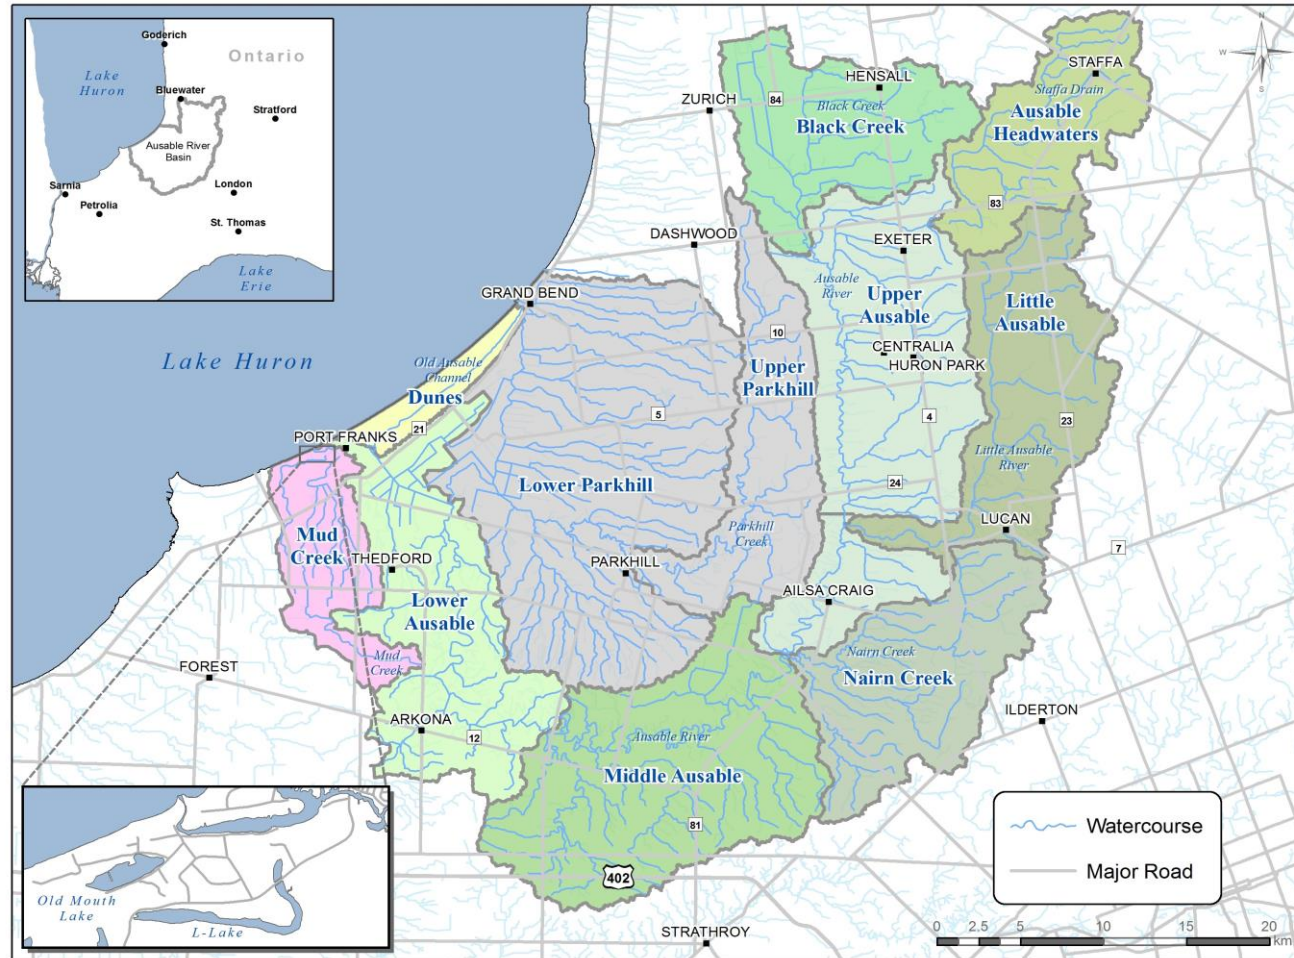 Goderich
Ontario
Lake
Huron
Bluewater
Stratford
Ausable River
Basin
Sarnia
London
Petrolia
St. Thomas
Lake
Erie
N
W
E
S
STAFFA
Staffa Drain
Ausable
Headwaters
HENSALL
ZURICH
84
Black Creek
Black Creek
83
DASHWOOD
EXETER
Ausable
River
Upper
Ausable
Little
Ausable
GRAND BEND
10
CENTRALIA
HURON PARK
Lake Huron
Old Ausable
Channel
Dunes
Upper
Parkhill
5
4
23
21
PORT FRANKS
Little Ausable
River
24
Lower Parkhill
LUCAN
Parkhill
Creek
7
Mud
Creek
THEDFORD
PARKHILL
AILSA CRAIG
Lower
Ausable
Mud
Creek
Nairn Creek
Nairn Creek
FOREST
ILDERTON
ARKONA
12
Ausable River
Middle Ausable
81
402
STRATHROY
Old Mouth
Lake
L-Lake
Watercourse
Major Road
0 2.5 5 10 15 20
km